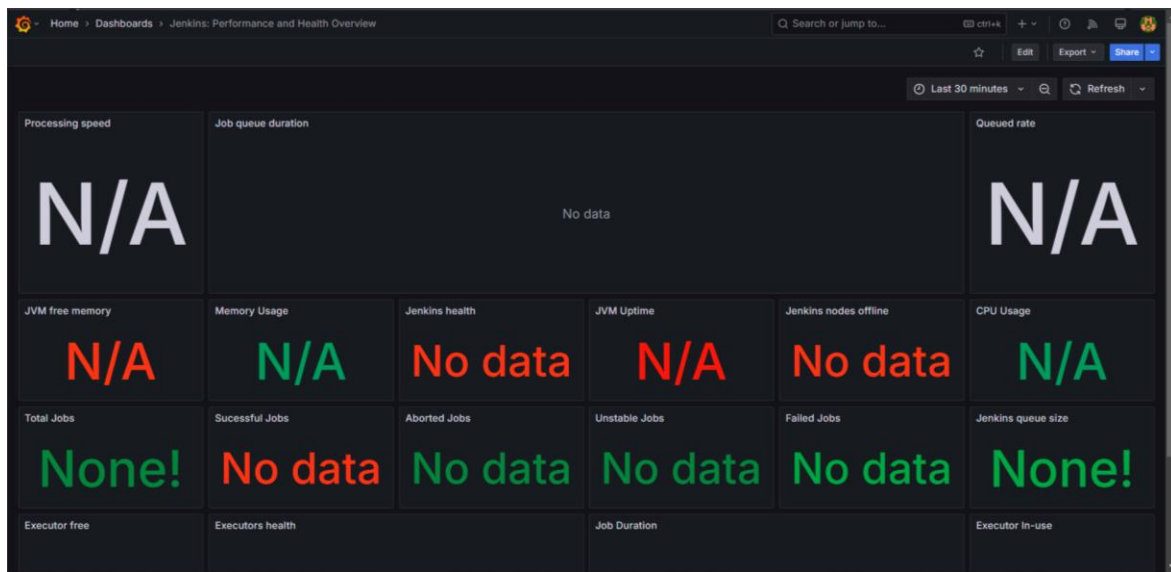 Home › Dashboards › Jenkins: Performance and Health Overview
Search or jump to... ctrl+k
Edit Export Share
Last 30 minutes Refresh
Processing speed Job queue duration Queued rate
N/A No data N/A
JVM free memory Memory Usage Jenkins health JVM Uptime Jenkins nodes offline CPU Usage
N/A N/A No data N/A No data N/A
Total Jobs Sucessful Jobs Aborted Jobs Unstable Jobs Failed Jobs Jenkins queue size
None! No data No data No data No data None!
Executor free Executors health Job Duration Executor In-use